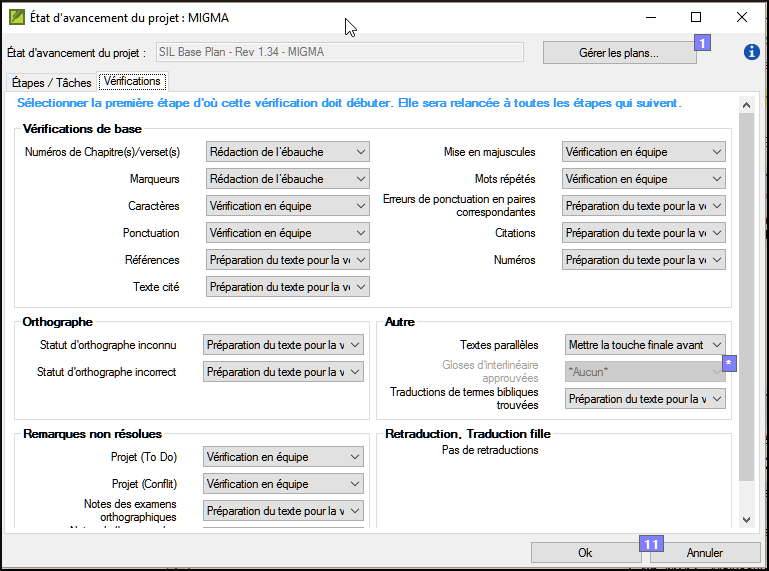 État d'avancement du projet : MIGMA
État d'avancement du projet : SIL Base Plan - Rev 1.34 - MIGMA Gérer les plans... 1
Étapes / Tâches Vérifications
Sélectionner la première étape d'où cette vérification doit débuter. Elle sera relancée à toutes les étapes qui suivent.
Vérifications de base
Numéros de Chapitre(s)/verset(s) Rédaction de l'ébauche Mise en majuscules Vérification en équipe
Marqueurs Rédaction de l'ébauche Mots répétés Vérification en équipe
Caractères Vérification en équipe Erreurs de ponctuation en paires correspondantes Préparation du texte pour la vé
Ponctuation Vérification en équipe Citations Préparation du texte pour la vé
Références Préparation du texte pour la vé Numéros Préparation du texte pour la vé
Texte cité Préparation du texte pour la vé
Orthographe
Statut d'orthographe inconnu Préparation du texte pour la v
Statut d'orthographe incorrect Préparation du texte pour la v
Autre
Textes parallèles Mettre la touche finale avant
Gloses d'interlinéaire
approuvées *Aucun* *
Traductions de termes bibliques
trouvées Préparation du texte pour la v
Remarques non résolues
Projet (To Do) Vérification en équipe
Projet (Conflit) Vérification en équipe
Notes des examens
orthographiques Préparation du texte pour la v
Retraduction, Traduction fille
Pas de retraductions
Ok 11 Annuler